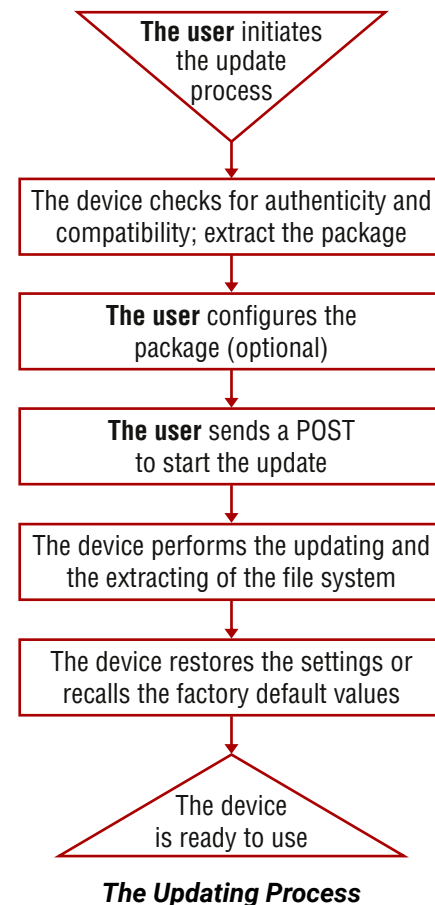 The user initiates
the update
process
The device checks for authenticity and
compatibility; extract the package
The user configures the
package (optional)
The user sends a POST
to start the update
The device performs the updating and
the extracting of the file system
The device restores the settings or
recalls the factory default values
The device
is ready to use
The Updating Process